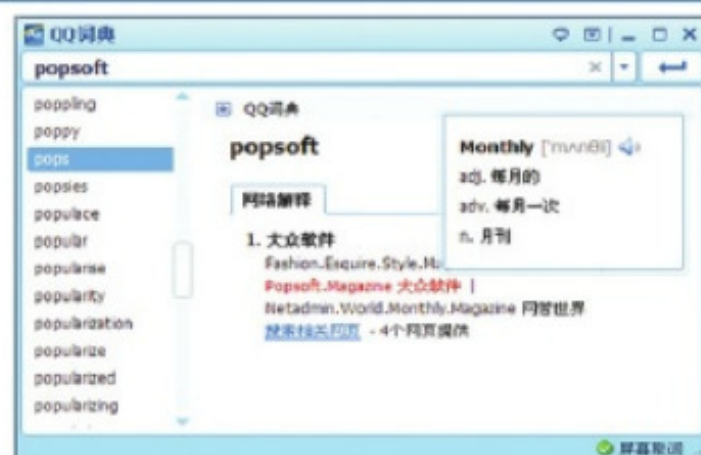 QQ词典
popsoft
poppling
poppy
pops
popsies
populace
popular
popularise
popularity
popularization
popularize
popularized
popularizing
QQ词典
popsoft
网络解释
1. 大众软件
Fashion.Esquire.Style.Ma
Popsoft.Magazine 大众软件 |
Netadmin.World.Monthly.Magazine 网管世界
搜索相关网页 - 4个网页提供
Monthly ['mʌnθli]
adj. 每月的
adv. 每月一次
n. 月刊
屏幕取词